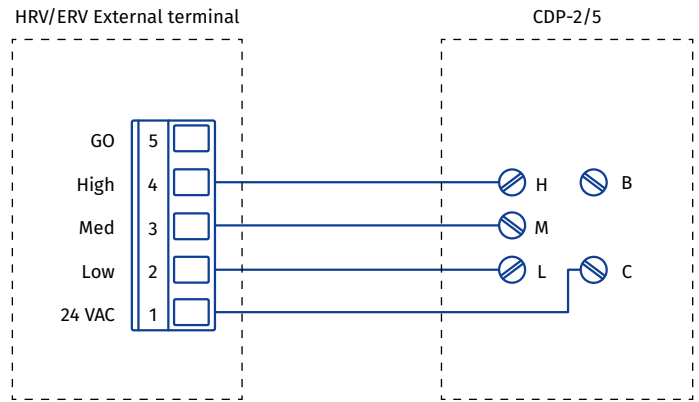 HRV/ERV External terminal
CDP-2/5
GO 5
High 4 H B
Med 3 M
Low 2 L C
24 VAC 1